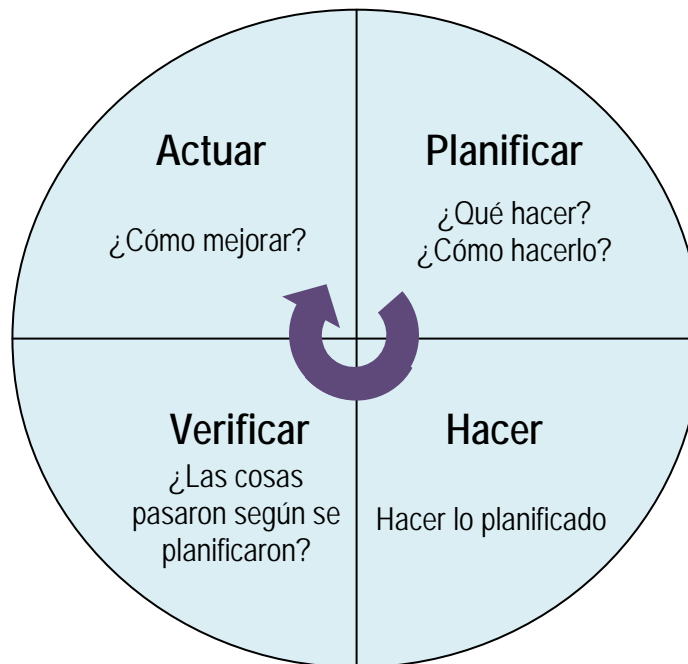 Actuar
¿Cómo mejorar?
Planificar
¿Qué hacer?
¿Cómo hacerlo?
Verificar
¿Las cosas
pasaron según se
planificaron?
Hacer
Hacer lo planificado